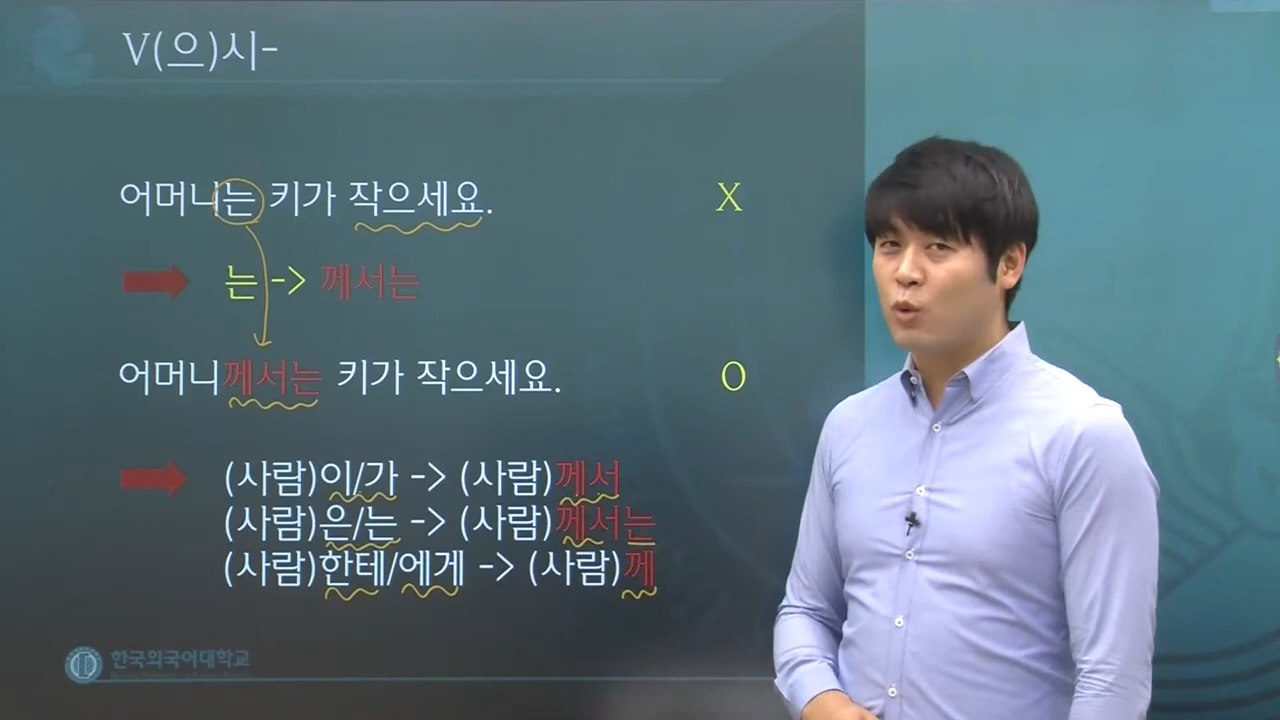 V(으)시-
어머니는 키가 작으세요. X
는 -> 께서는
어머니께서는 키가 작으세요. O
(사람)이/가 -> (사람)께서
(사람)은/는 -> (사람)께서는
(사람)한테/에게 -> (사람)께
한국외국어대학교